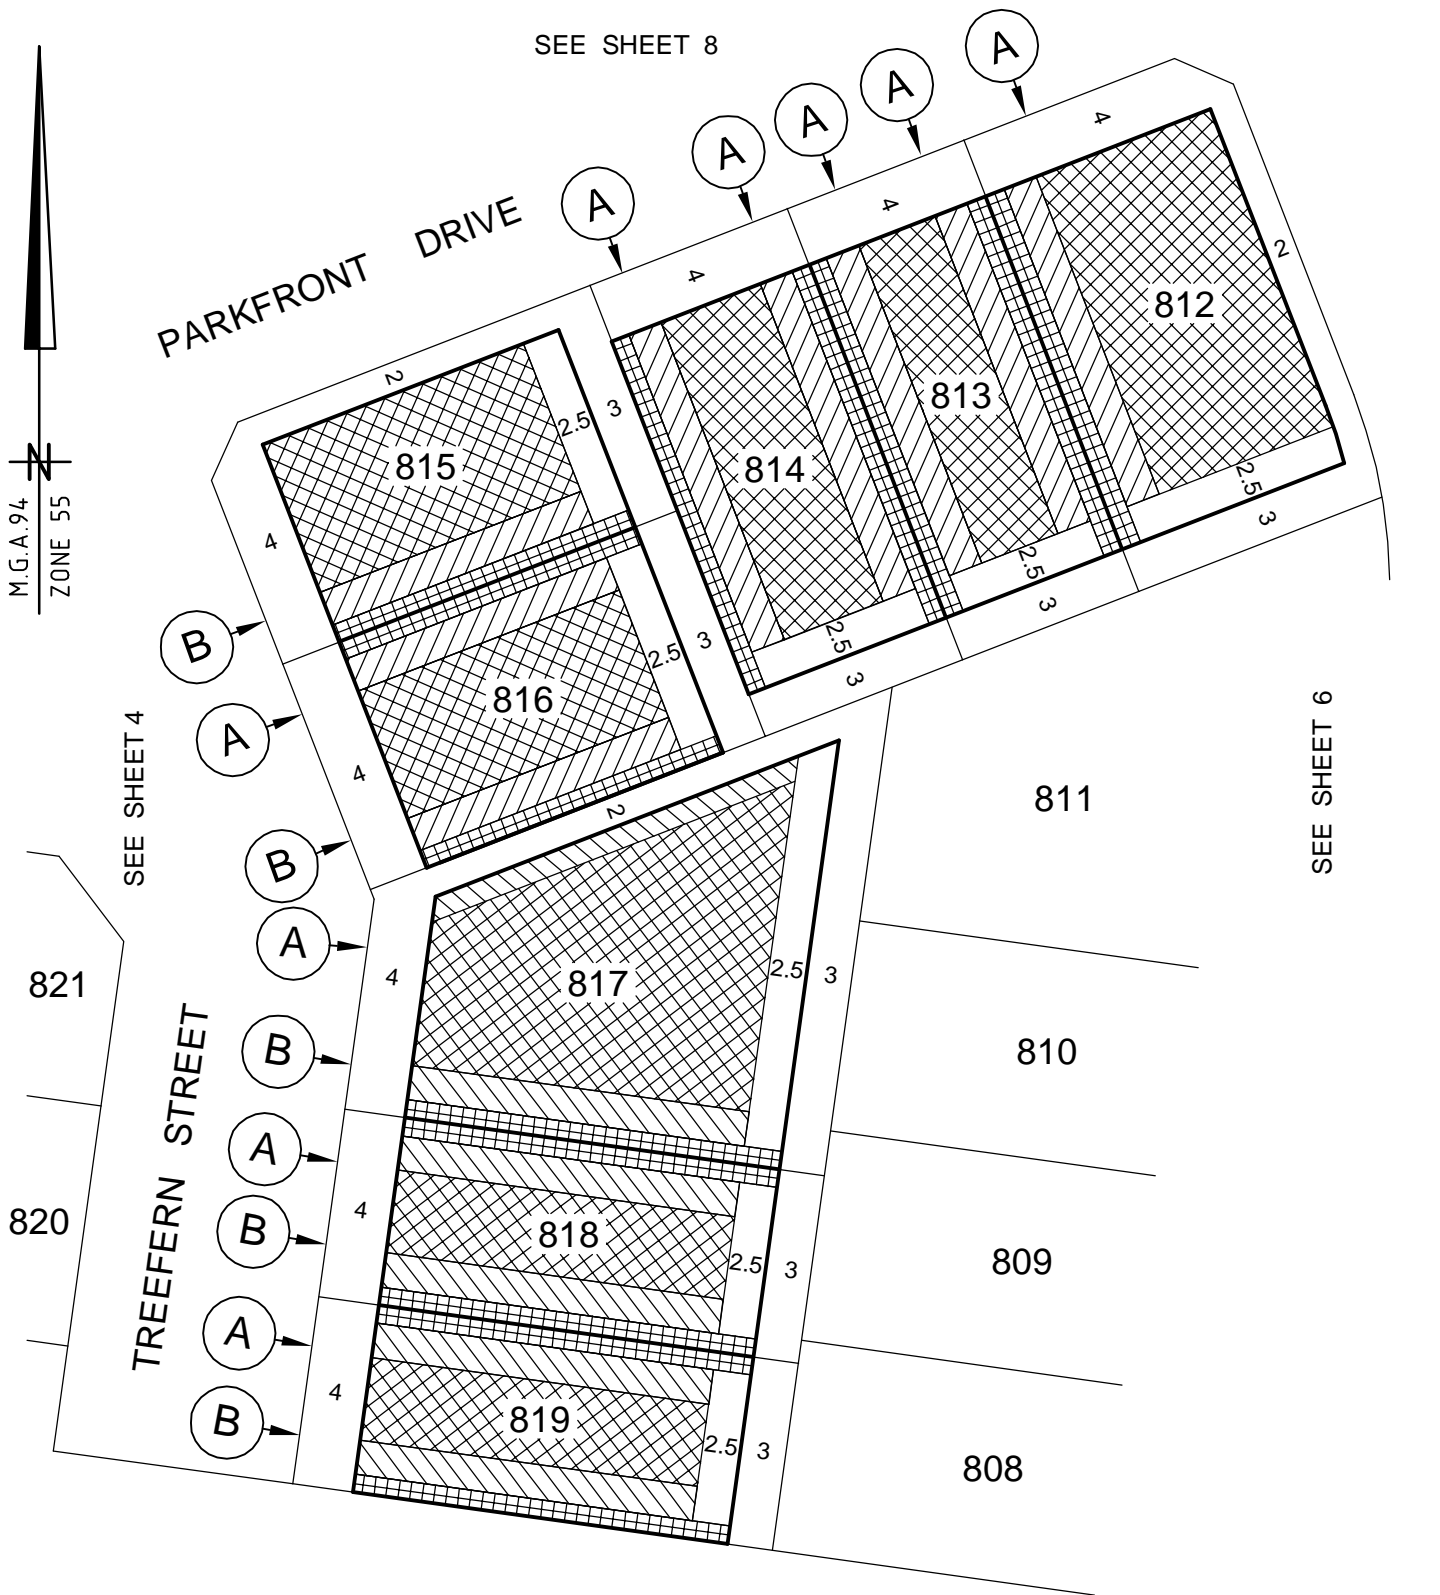 SEE SHEET 8
A
A
A
A
A
PARKFRONT DRIVE
4
4
4
2
812
813
814
2.5
2.5
2.5
3
3
3
2
815
2.5
3
4
816
2.5
3
4
2
N
M.G.A.94
ZONE 55
B
A
B
A
B
A
B
A
B
SEE SHEET 4
SEE SHEET 6
TREEFERN STREET
821
820
817
4
2.5
3
818
4
2.5
3
819
4
2.5
3
811
810
809
808